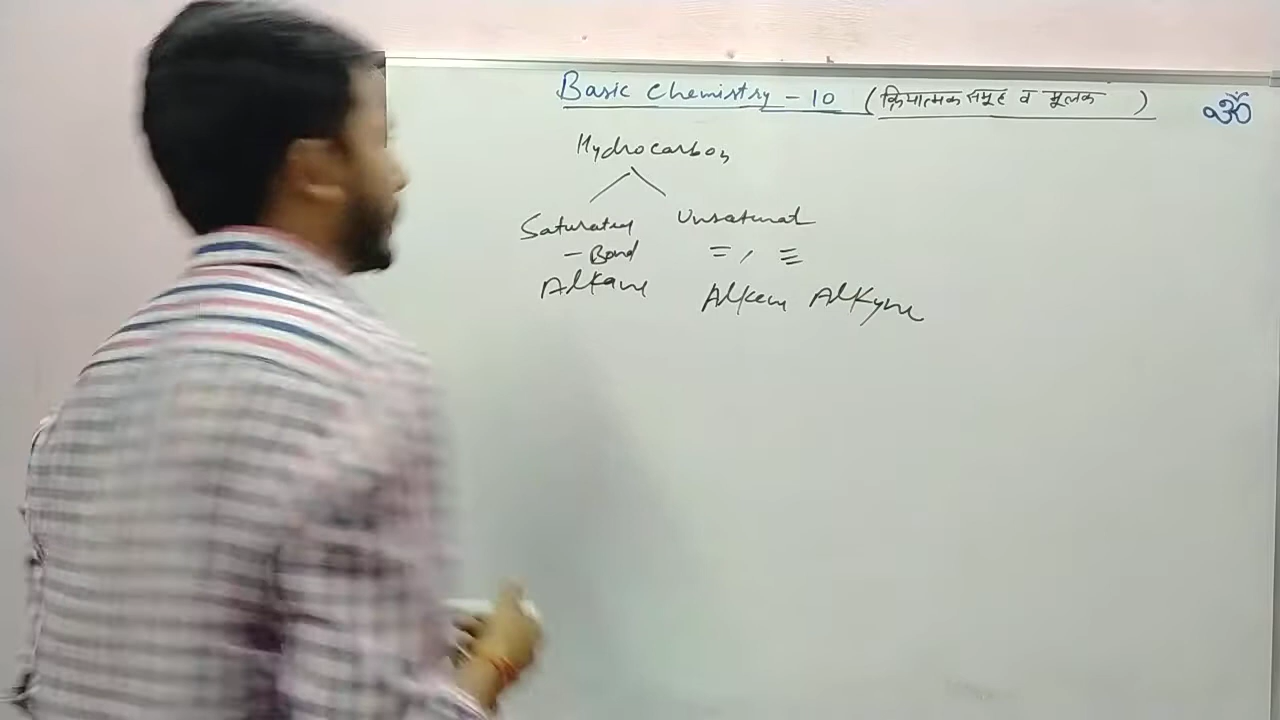 Basic Chemistry - 10 (क्रियात्मक समूह व मूलक )
ॐ
Hydrocarbon
Saturated Unsaturated
- Bond = , ≡
Alkane Alkene Alkyne